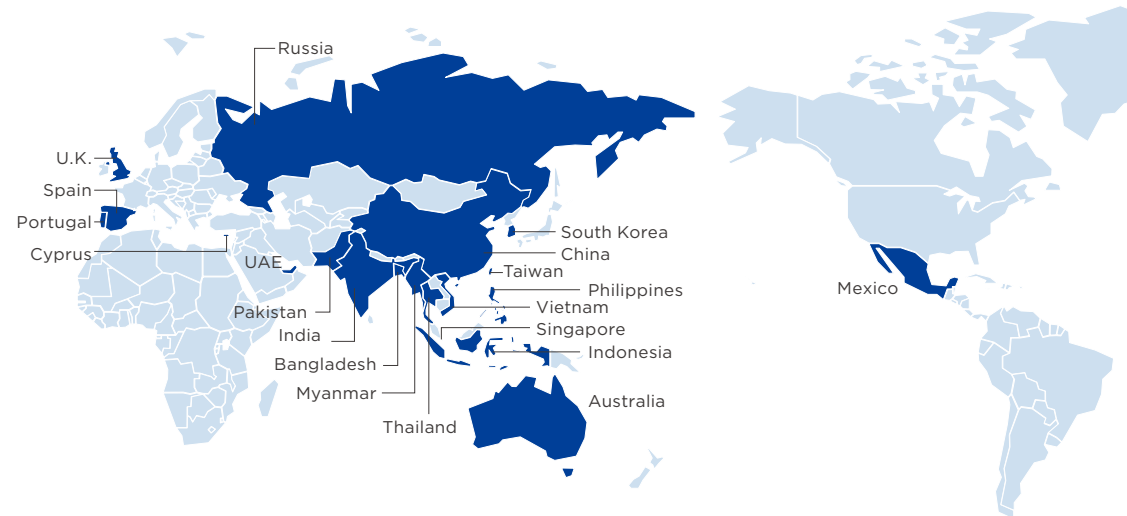 Russia
U.K.
Spain
Portugal
Cyprus
UAE
South Korea
China
Taiwan
Philippines
Mexico
Pakistan
Vietnam
India
Singapore
Bangladesh
Indonesia
Myanmar
Australia
Thailand